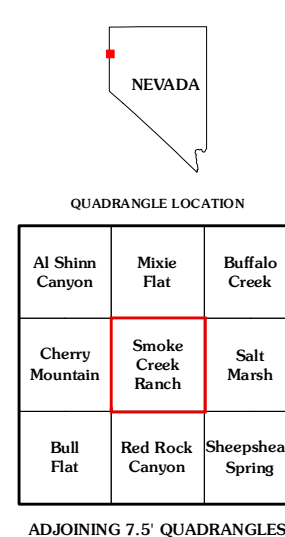 NEVADA
QUADRANGLE LOCATION
Al Shinn Mixie Buffalo
Canyon Flat Creek
Cherry Smoke Salt
Mountain Creek Marsh
Ranch
Bull Red Rock Sheepshea
Flat Canyon Spring
ADJOINING 7.5' QUADRANGLES